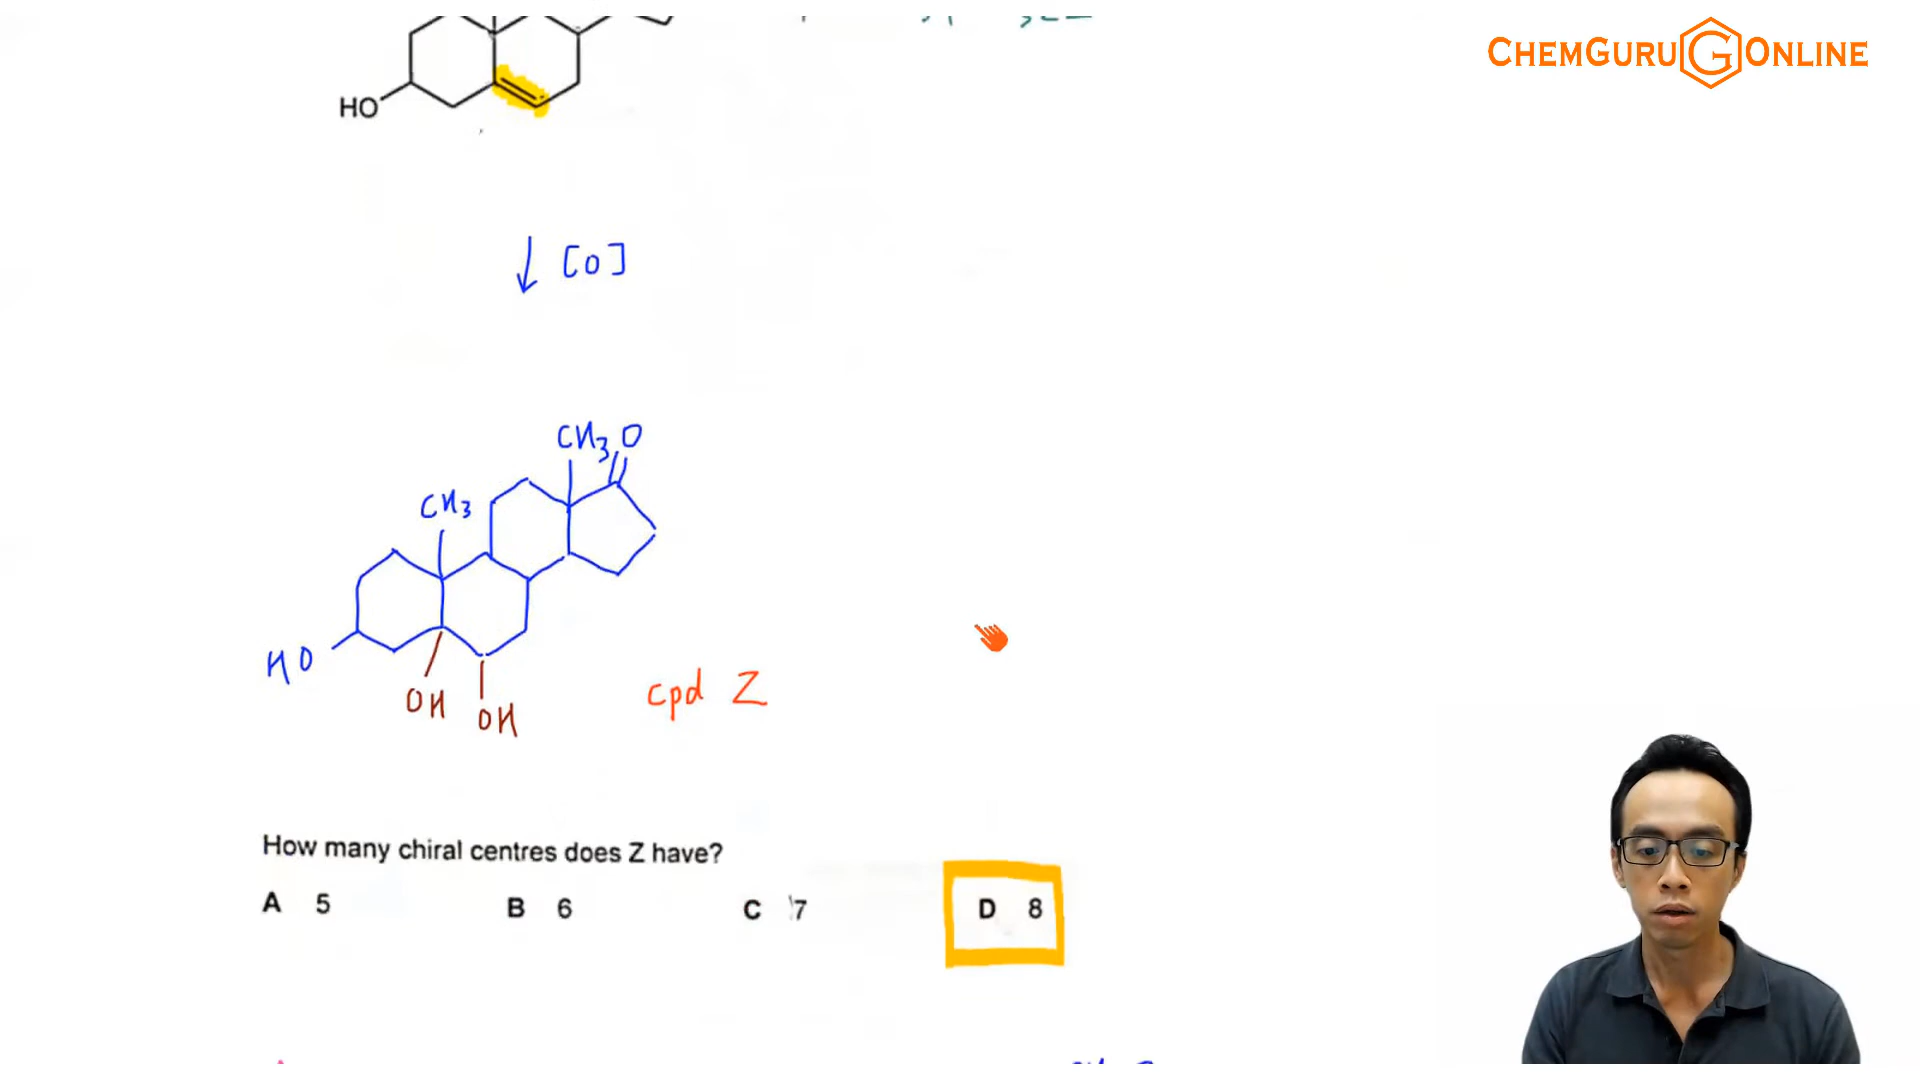 CHEMGURU G ONLINE
HO
↓ [O]
CH3 O
CH3
HO
OH
OH
cpd Z
How many chiral centres does Z have?
A 5 B 6 C 7 D 8